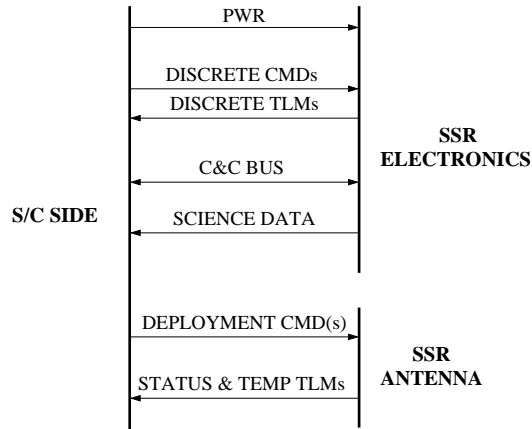 PWR
DISCRETE CMDs
DISCRETE TLMs
SSR
ELECTRONICS
C&C BUS
S/C SIDE
SCIENCE DATA
DEPLOYMENT CMD(s)
SSR
ANTENNA
STATUS & TEMP TLMs